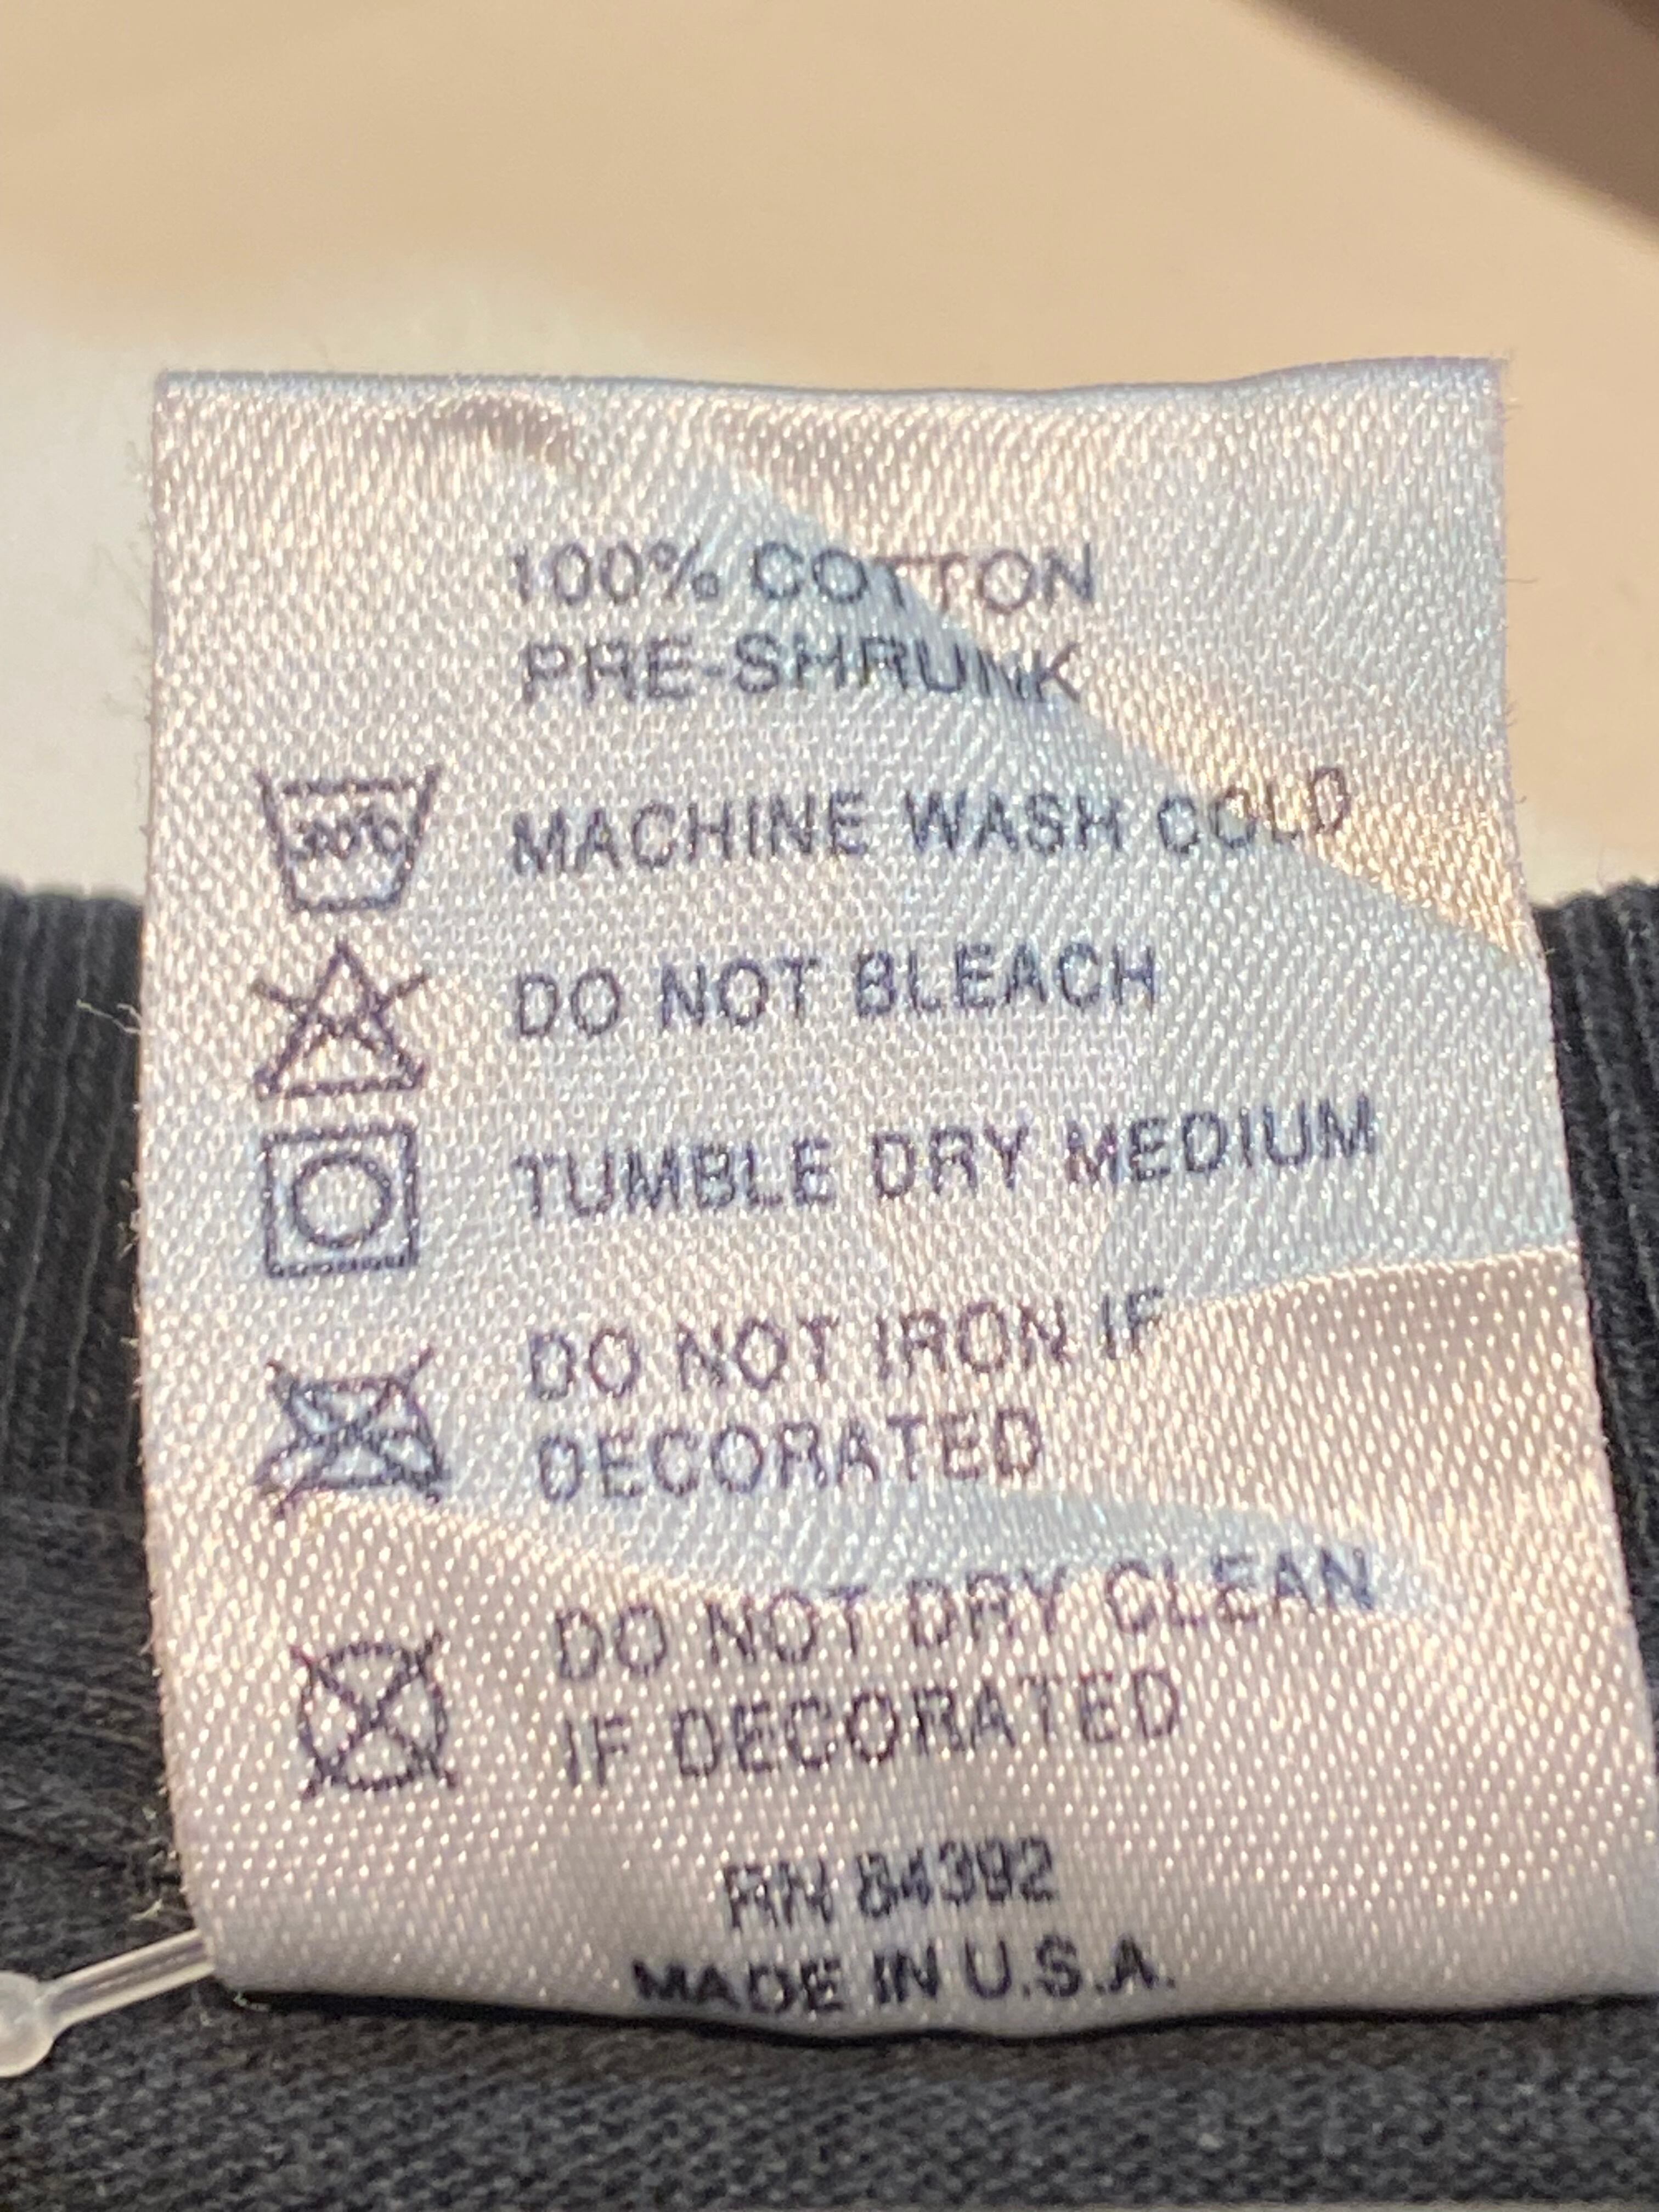 100% COTTON
PRE-SHRUNK
30°C MACHINE WASH COLD
DO NOT BLEACH
TUMBLE DRY MEDIUM
DO NOT IRON IF
DECORATED
DO NOT DRY CLEAN
IF DECORATED
RN 84392
MADE IN U.S.A.